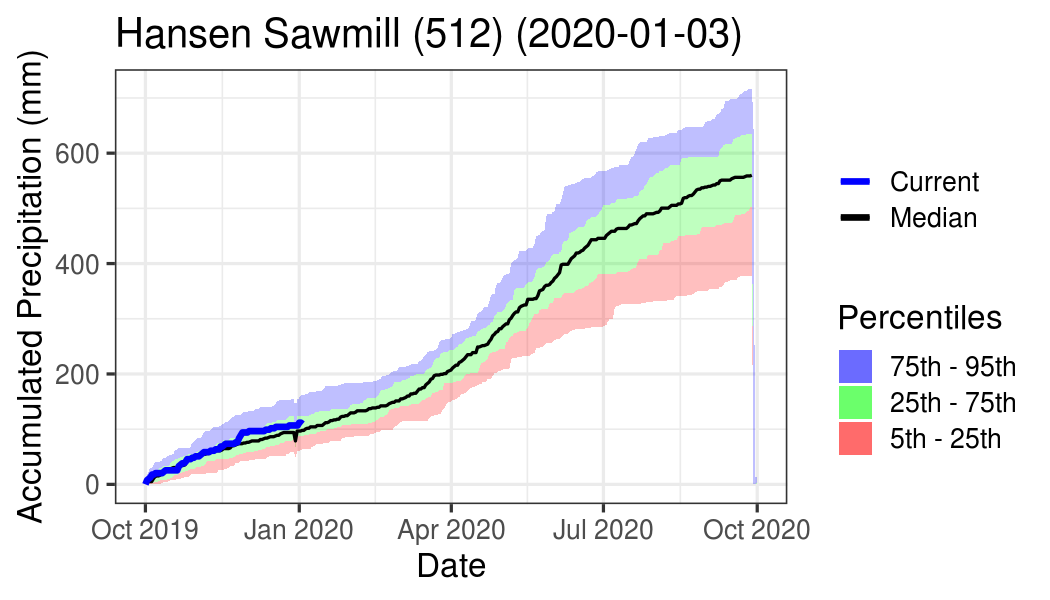 Hansen Sawmill (512) (2020-01-03)
Accumulated Precipitation (mm)
600
400
200
0
Oct 2019
Jan 2020
Apr 2020
Jul 2020
Oct 2020
Date
Current
Median
Percentiles
75th - 95th
25th - 75th
5th - 25th